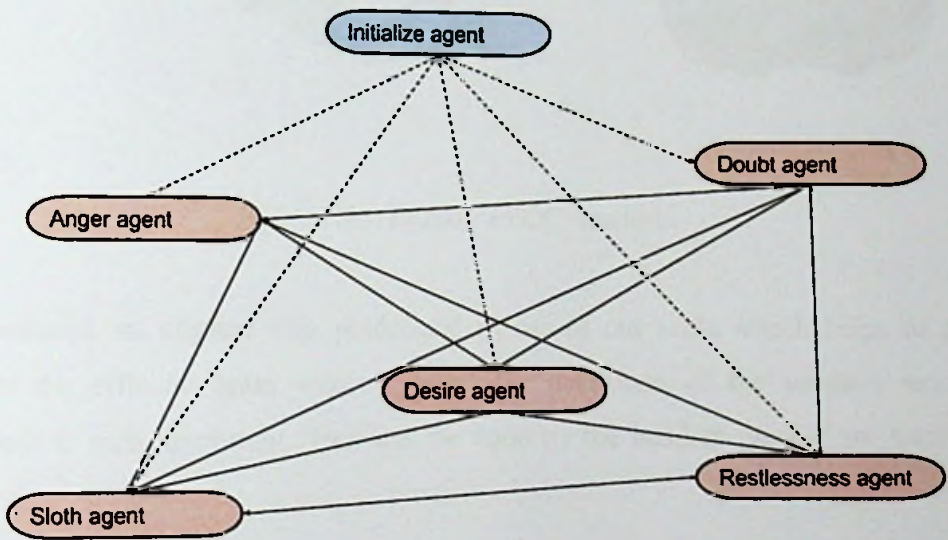 Initialize agent
Doubt agent
Anger agent
Desire agent
Restlessness agent
Sloth agent